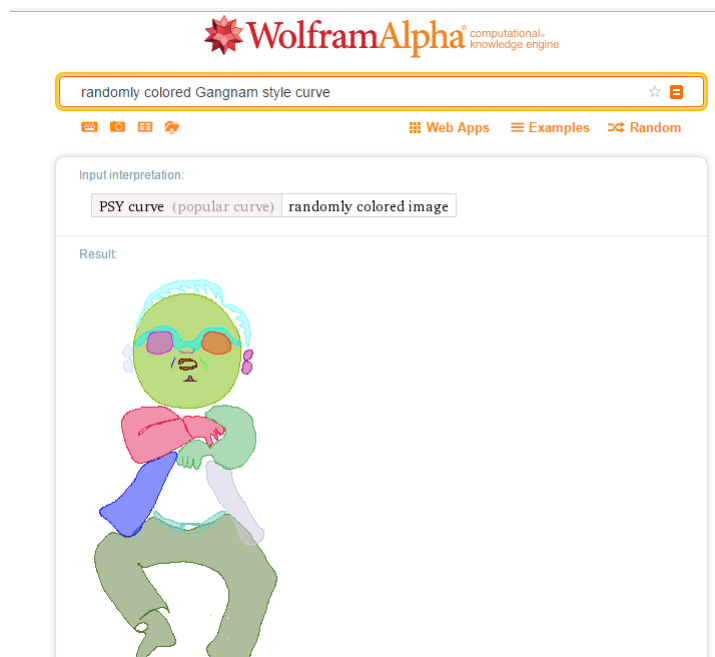 WolframAlpha computational knowledge engine
randomly colored Gangnam style curve
Web Apps Examples Random
Input interpretation:
PSY curve (popular curve) randomly colored image
Result: